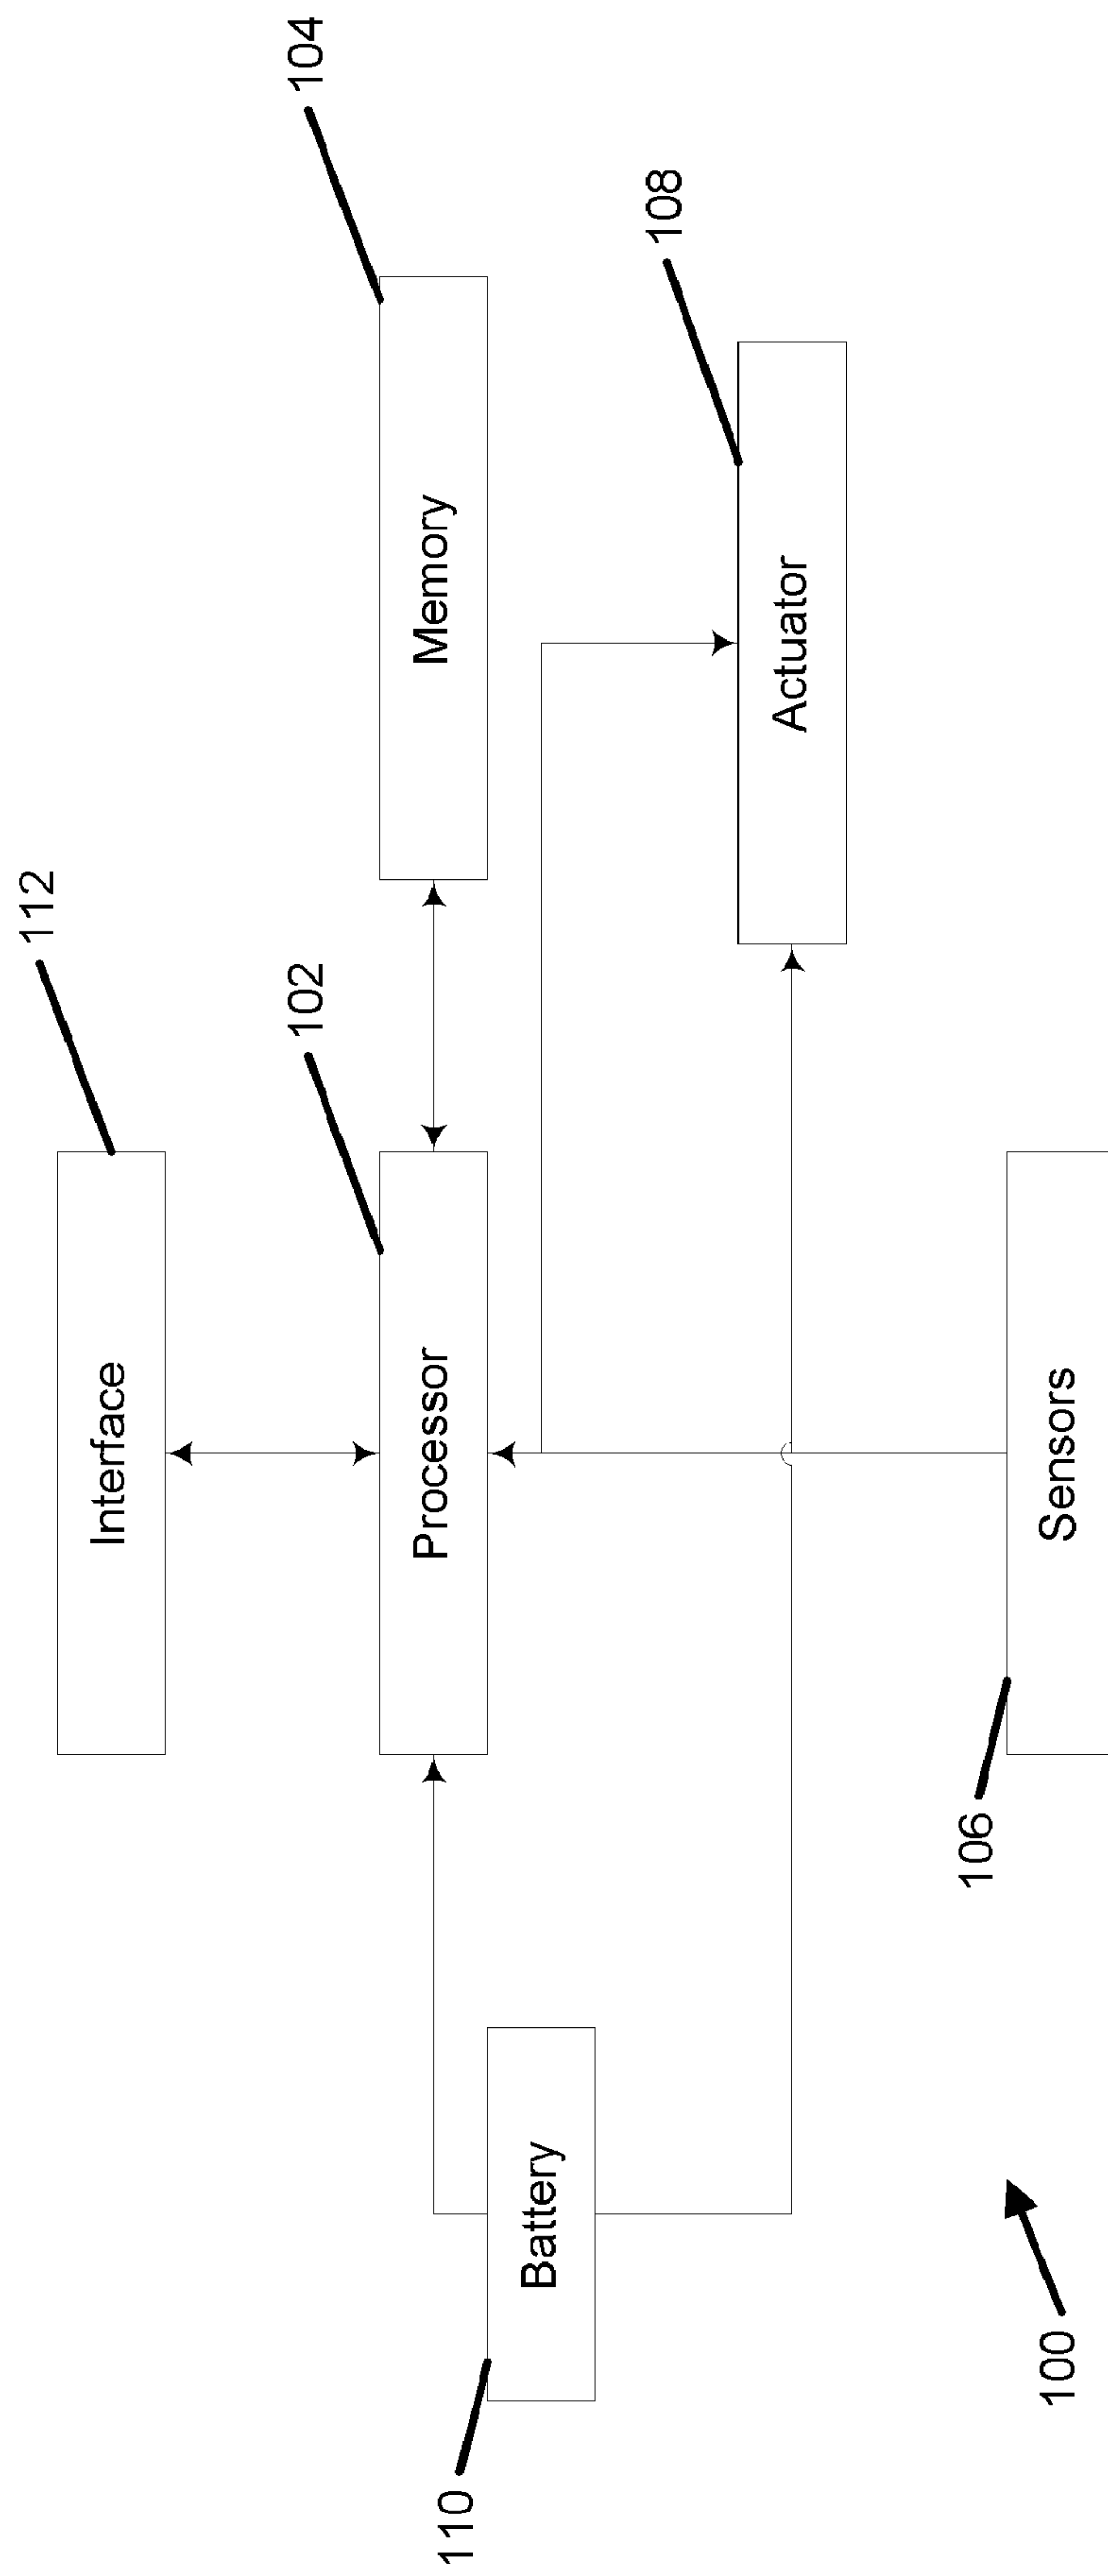 112
Interface
104
102
Processor
Memory
110
Battery
108
Actuator
106
Sensors
100